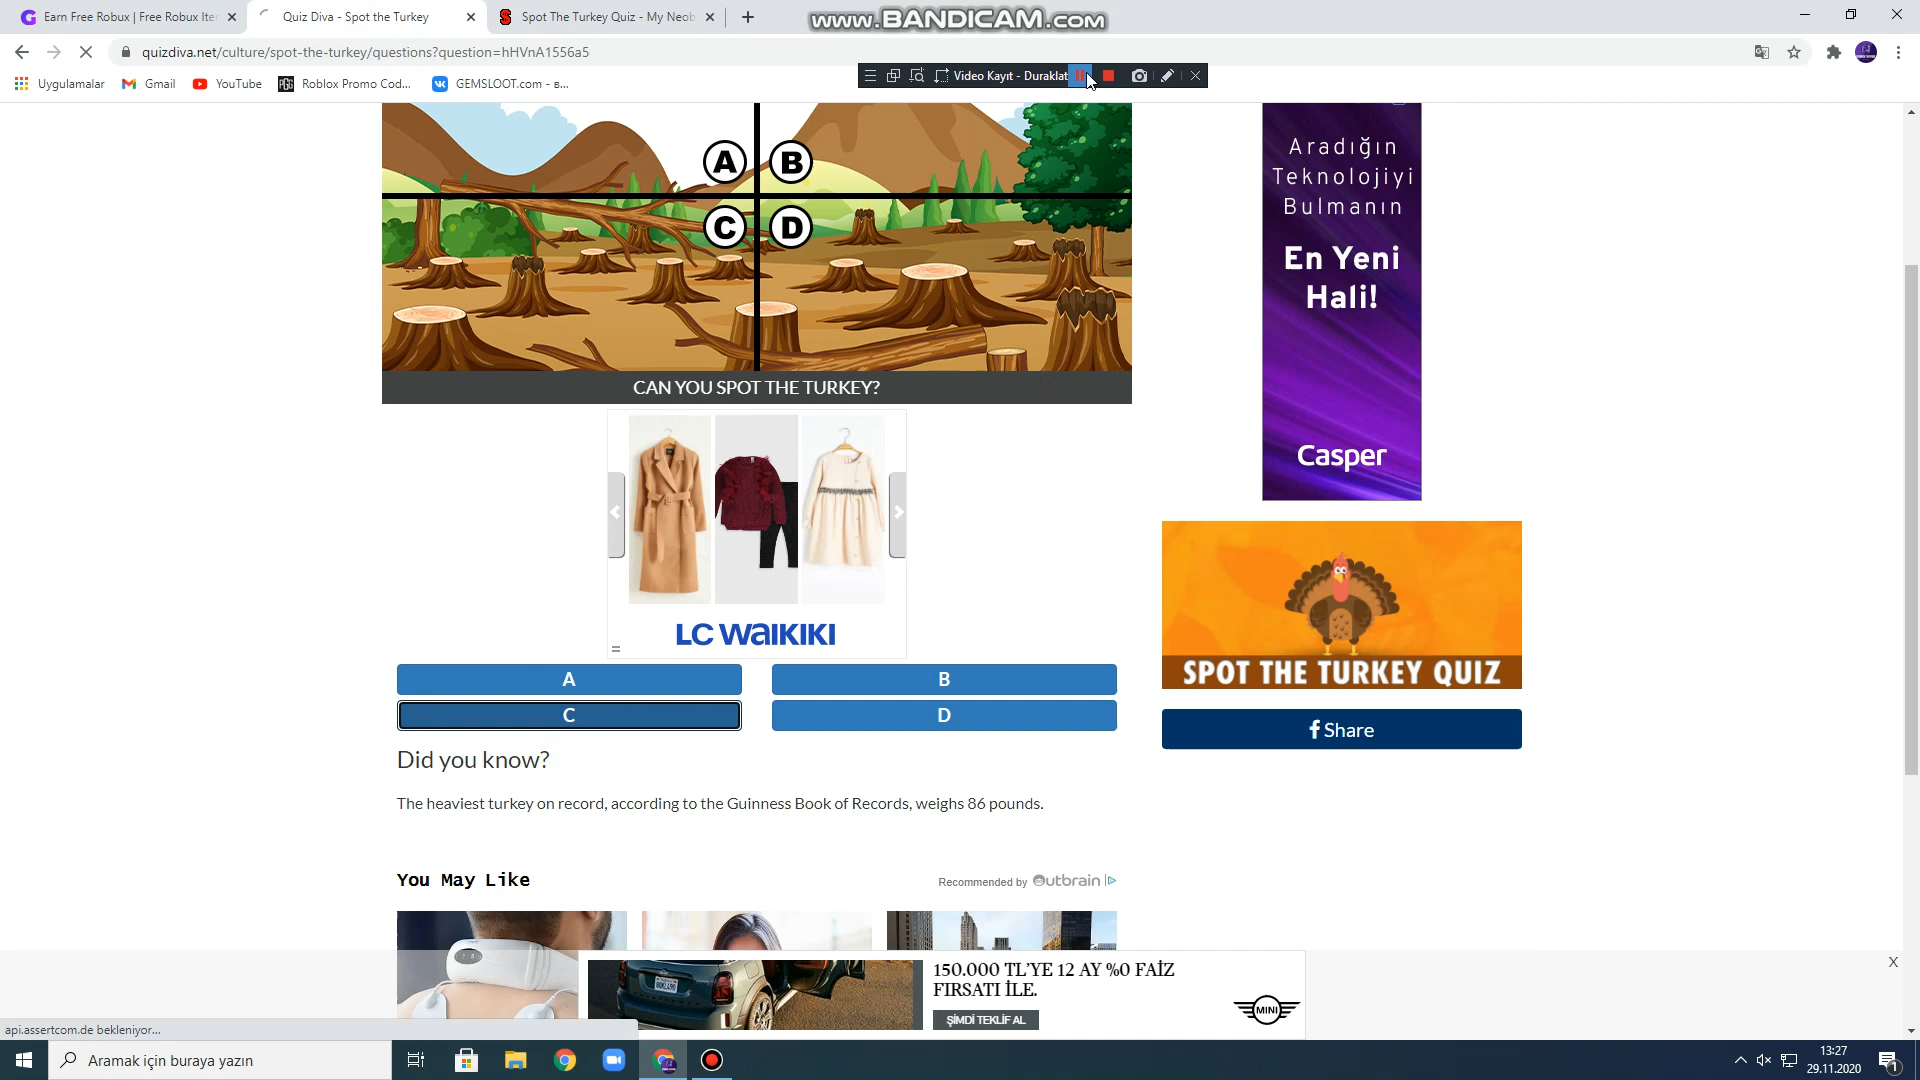 Earn Free Robux | Free Robux Iter
Quiz Diva - Spot the Turkey
Spot The Turkey Quiz - My Neob
www.BANDICAM.com
quizdiva.net/culture/spot-the-turkey/questions?question=hHVnA1556a5
Uygulamalar
Gmail
YouTube
Roblox Promo Cod...
GEMSLOOT.com - в...
Video Kayıt - Duraklat
A
B
C
D
CAN YOU SPOT THE TURKEY?
Aradığın
Teknolojiyi
Bulmanın
En Yeni
Hali!
Casper
LC WAIKIKI
SPOT THE TURKEY QUIZ
A
B
C
D
Share
Did you know?
The heaviest turkey on record, according to the Guinness Book of Records, weighs 86 pounds.
You May Like
Recommended by Outbrain
150.000 TL'YE 12 AY %0 FAİZ
FIRSATI İLE.
ŞİMDİ TEKLİF AL
MINI
X
api.assertcom.de bekleniyor...
Aramak için buraya yazın
13:27
29.11.2020
1